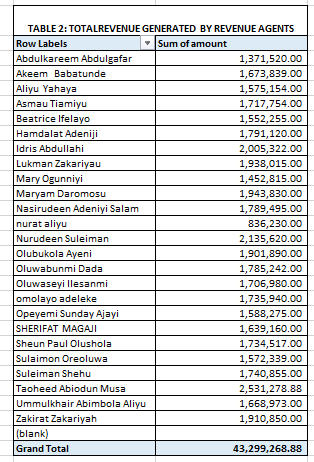 TABLE 2: TOTALREVENUE GENERATED BY REVENUE AGENTS
Row Labels Sum of amount
Abdulkareem Abdulgafar 1,371,520.00
Akeem Babatunde 1,673,839.00
Aliyu Yahaya 1,575,154.00
Asmau Tiamiyu 1,717,754.00
Beatrice Ifelayo 1,552,255.00
Hamdalat Adeniji 1,791,120.00
Idris Abdullahi 2,005,322.00
Lukman Zakariyau 1,938,015.00
Mary Ogunniyi 1,452,815.00
Maryam Daromosu 1,943,830.00
Nasirudeen Adeniyi Salam 1,789,495.00
nurat aliyu 836,230.00
Nurudeen Suleiman 2,135,620.00
Olubukola Ayeni 1,901,890.00
Oluwabunmi Dada 1,785,242.00
Oluwaseyi Ilesanmi 1,706,980.00
omolayo adeleke 1,735,940.00
Opeyemi Sunday Ajayi 1,588,275.00
SHERIFAT MAGAJI 1,639,160.00
Sheun Paul Olushola 1,734,517.00
Sulaimon Oreoluwa 1,572,339.00
Suleiman Shehu 1,740,855.00
Taoheed Abiodun Musa 2,531,278.88
Ummulkhair Abimbola Aliyu 1,668,973.00
Zakirat Zakariyah 1,910,850.00
(blank)
Grand Total 43,299,268.88